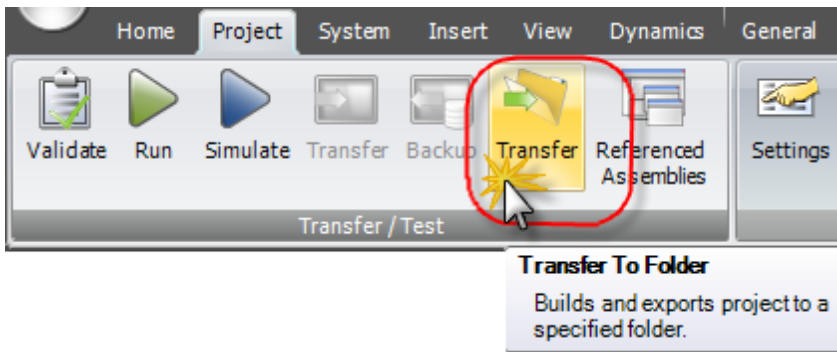 Home Project System Insert View Dynamics General
Validate Run Simulate Transfer Backup Transfer Referenced Assemblies Settings
Transfer / Test
Transfer To Folder
Builds and exports project to a
specified folder.